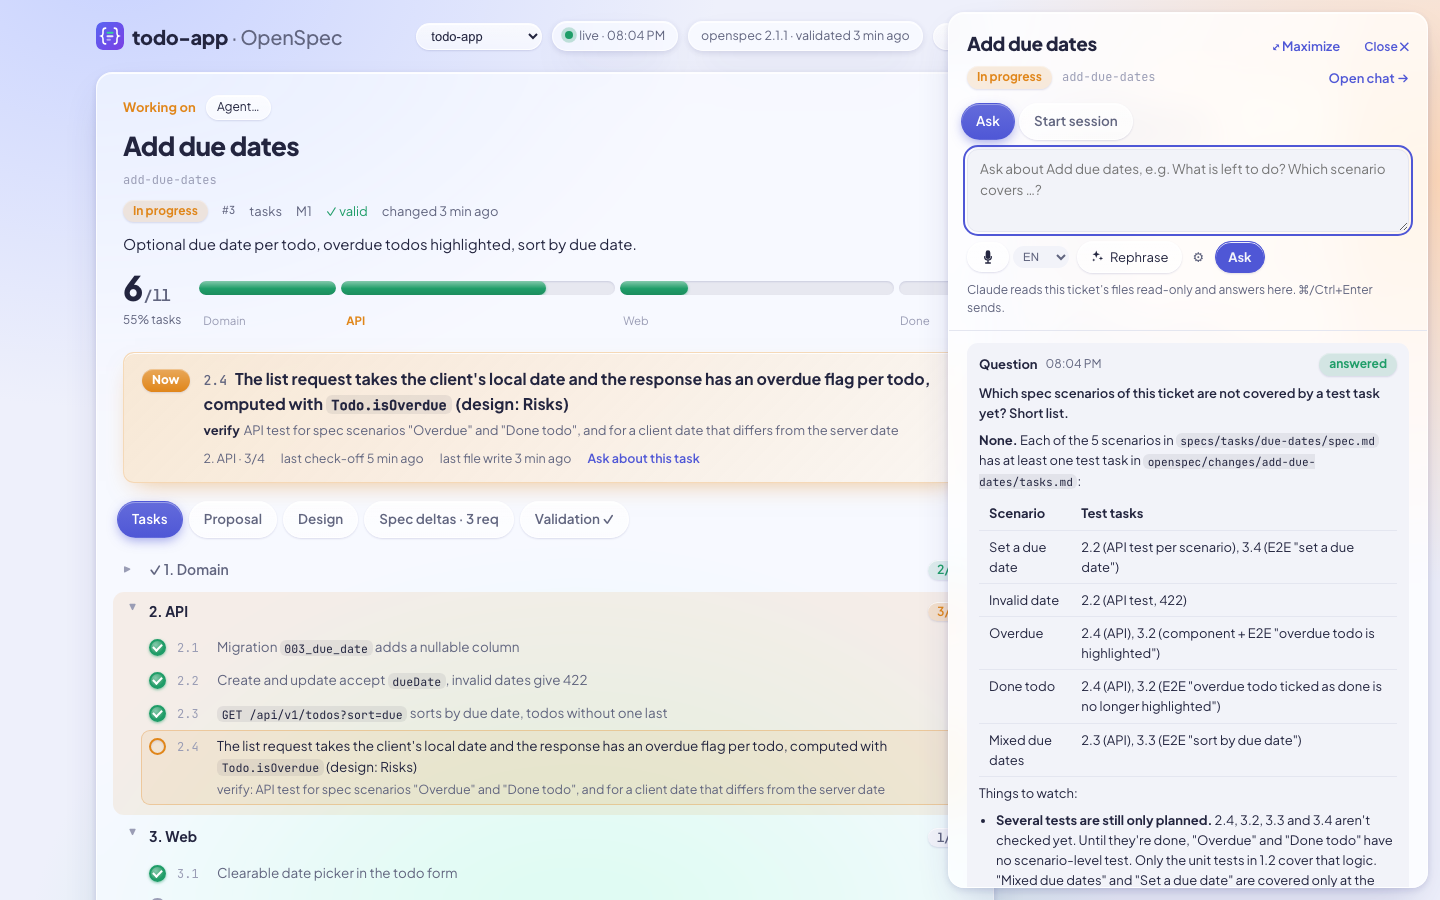 todo-app · OpenSpec
todo-app
live · 08:04 PM
openspec 2.1.1 · validated 3 min ago
Working on
Agent…
Add due dates
add-due-dates
In progress
#3
tasks
M1
✓ valid
changed 3 min ago
Optional due date per todo, overdue todos highlighted, sort by due date.
6/11
55% tasks
Domain
API
Web
Done
Now
2.4 The list request takes the client's local date and the response has an overdue flag per todo,
computed with Todo.isOverdue (design: Risks)
verify API test for spec scenarios "Overdue" and "Done todo", and for a client date that differs from the server date
2. API · 3/4
last check-off 5 min ago
last file write 3 min ago
Ask about this task
Tasks
Proposal
Design
Spec deltas · 3 req
Validation ✓
✓ 1. Domain
2/
2. API
3/
2.1 Migration 003_due_date adds a nullable column
2.2 Create and update accept dueDate, invalid dates give 422
2.3 GET /api/v1/todos?sort=due sorts by due date, todos without one last
2.4 The list request takes the client's local date and the response has an overdue flag per todo, computed with
Todo.isOverdue (design: Risks)
verify: API test for spec scenarios "Overdue" and "Done todo", and for a client date that differs from the server date
3. Web
1/
3.1 Clearable date picker in the todo form
Add due dates
⤢ Maximize
Close ✕
In progress
add-due-dates
Open chat →
Ask
Start session
Ask about Add due dates, e.g. What is left to do? Which scenario
covers …?
EN
Rephrase
Ask
Claude reads this ticket's files read-only and answers here. ⌘/Ctrl+Enter
sends.
Question 08:04 PM
answered
Which spec scenarios of this ticket are not covered by a test task
yet? Short list.
None. Each of the 5 scenarios in specs/tasks/due-dates/spec.md
has at least one test task in openspec/changes/add-due-
dates/tasks.md:
Scenario
Test tasks
Set a due
date
2.2 (API test per scenario), 3.4 (E2E "set a due
date")
Invalid date
2.2 (API test, 422)
Overdue
2.4 (API), 3.2 (component + E2E "overdue todo is
highlighted")
Done todo
2.4 (API), 3.2 (E2E "overdue todo ticked as done is
no longer highlighted")
Mixed due
dates
2.3 (API), 3.3 (E2E "sort by due date")
Things to watch:
• Several tests are still only planned. 2.4, 3.2, 3.3 and 3.4 aren't
checked yet. Until they're done, "Overdue" and "Done todo" have
no scenario-level test. Only the unit tests in 1.2 cover that logic.
"Mixed due dates" and "Set a due date" are covered only at the